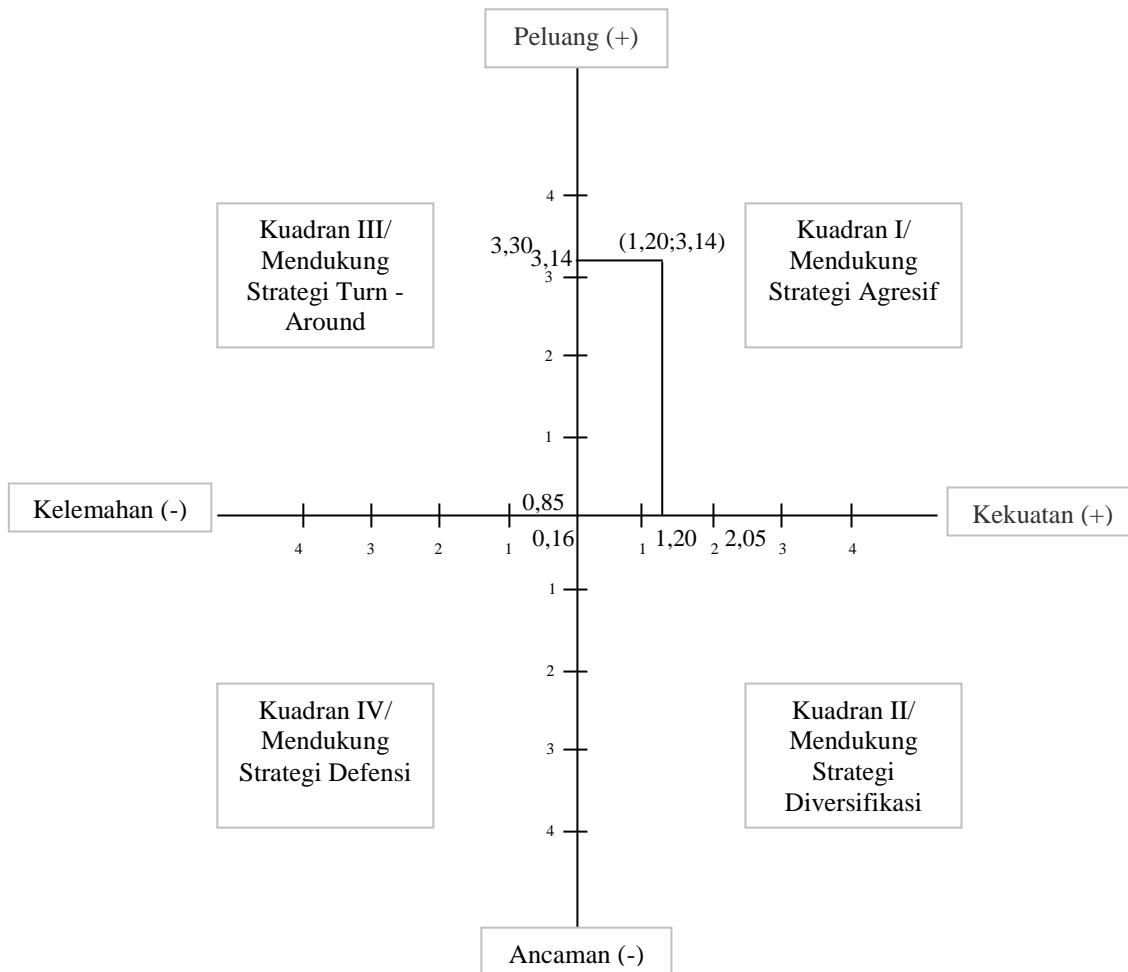 Peluang (+)
4
Kuadran III/
Mendukung
Strategi Turn -
Around
3,30
3,14
(1,20;3,14)
Kuadran I/
Mendukung
Strategi Agresif
3
2
1
Kelemahan (-)
0,85
Kekuatan (+)
4 3 2 1 0,16 1 1,20 2 2,05 3 4
1
2
Kuadran IV/
Mendukung
Strategi Defensi
Kuadran II/
Mendukung
Strategi
Diversifikasi
3
4
Ancaman (-)